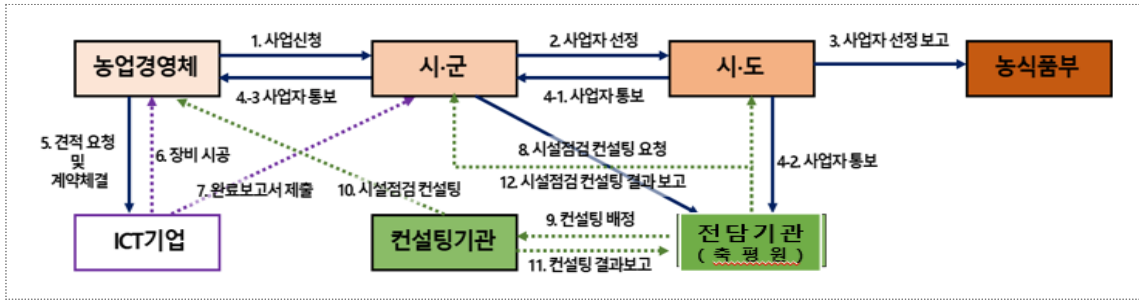 1. 사업신청
2. 사업자 선정
3. 사업자 선정 보고
농업경영체
시·군
시·도
농식품부
4.-3 사업자 통보
4-1. 사업자 통보
5. 견적 요청
및
계약체결
6. 장비 시공
8. 시설점검 컨설팅 요청
4-2. 사업자 통보
7. 완료보고서 제출
10. 시설점검 컨설팅
12. 시설점검 컨설팅 결과 보고
ICT기업
컨설팅기관
9. 컨설팅 배정
11. 컨설팅 결과보고
전담기관
( 축평원 )